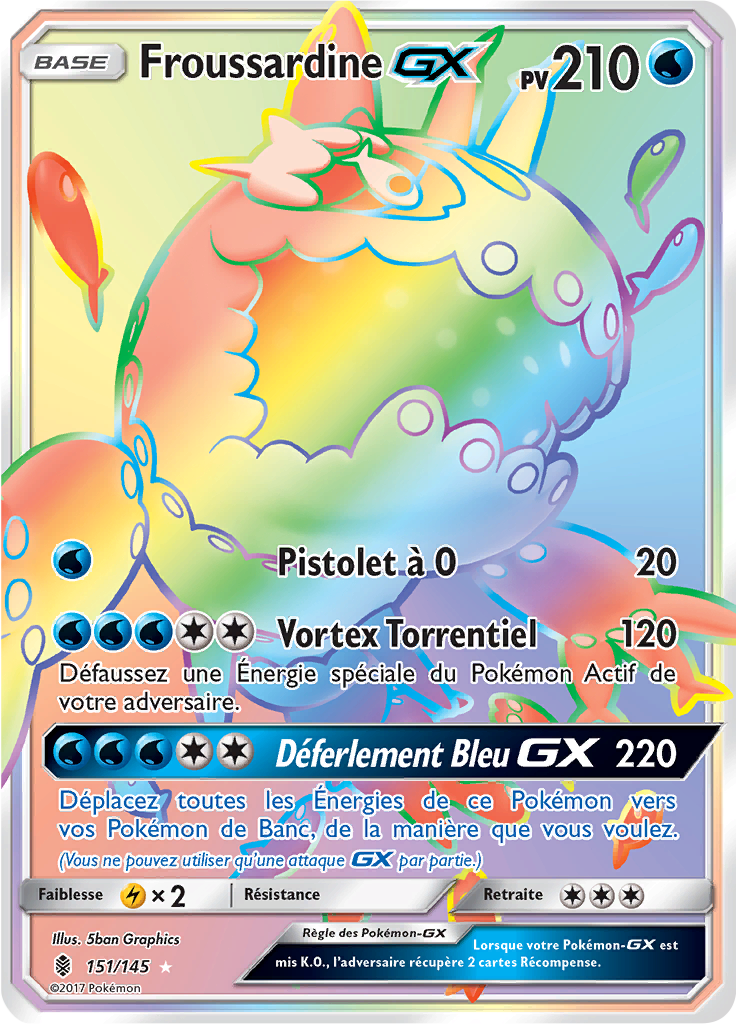 BASE Froussardine GX PV 210
Pistolet à O 20
Vortex Torrentiel 120
Défaussez une Énergie spéciale du Pokémon Actif de
votre adversaire.
Déferlement Bleu GX 220
Déplacez toutes les Énergies de ce Pokémon vers
vos Pokémon de Banc, de la manière que vous voulez.
(Vous ne pouvez utiliser qu'une attaque GX par partie.)
Faiblesse ×2 Résistance Retraite
Illus. 5ban Graphics
151/145
©2017 Pokémon
Règle des Pokémon-GX
Lorsque votre Pokémon-GX est
mis K.O., l'adversaire récupère 2 cartes Récompense.